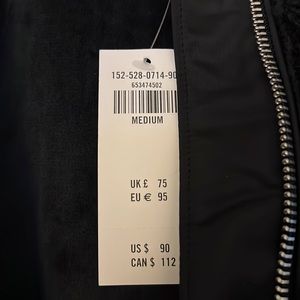 152-528-0714-90
653474502
MEDIUM
UK £ 75
EU € 95
US $ 90
CAN $ 112